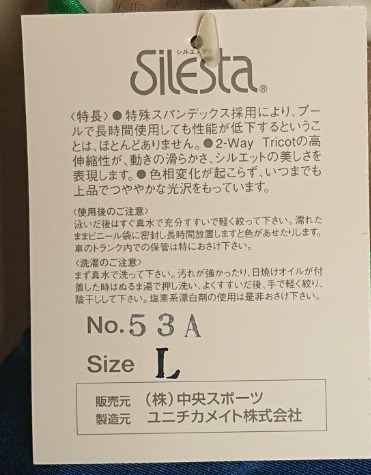 シルエスタ
Silesta®
〈特長〉●特殊スパンデックス採用により、プー
ルで長時間使用しても性能が低下するというこ
とは、ほとんどありません。●2-Way Tricotの高
伸縮性が、動きの滑らかさ、シルエットの美しさを
表現します。●色相変化が起こらず、いつまでも
上品でつややかな光沢をもっています。
〈使用後のご注意〉
泳いだ後はすぐ真水で充分すすいで軽く絞って下さい。濡れた
ままビニール袋に密封し長時間放置しますと色があせたりします。
車のトランク内での保管は特におさけ下さい。
〈洗濯のご注意〉
まず真水で洗って下さい。汚れが強かったり、日焼けオイルが付
着した時はぬるま湯で押し洗い、よくすすいだ後、手で軽く絞り、
陰干しして下さい。塩素系漂白剤の使用は是非おさけ下さい。
No.53A
Size L
販売元 (株)中央スポーツ
製造元 ユニチカメイト株式会社